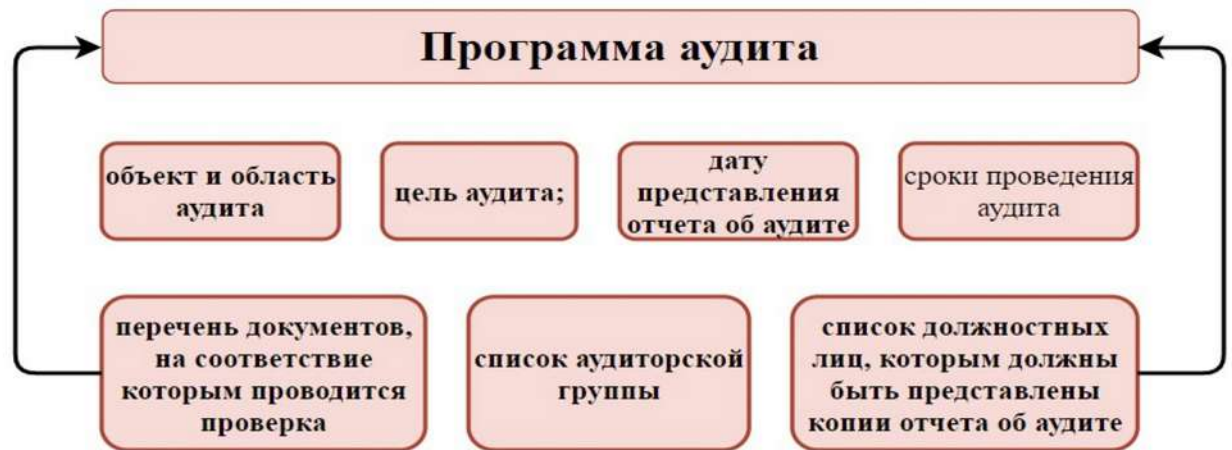 Программа аудита
объект и область
аудита
цель аудита;
дату
представления
отчета об аудите
сроки проведения
аудита
перечень документов,
на соответствие
которым проводится
проверка
список аудиторской
группы
список должностных
лиц, которым должны
быть представлены
копии отчета об аудите